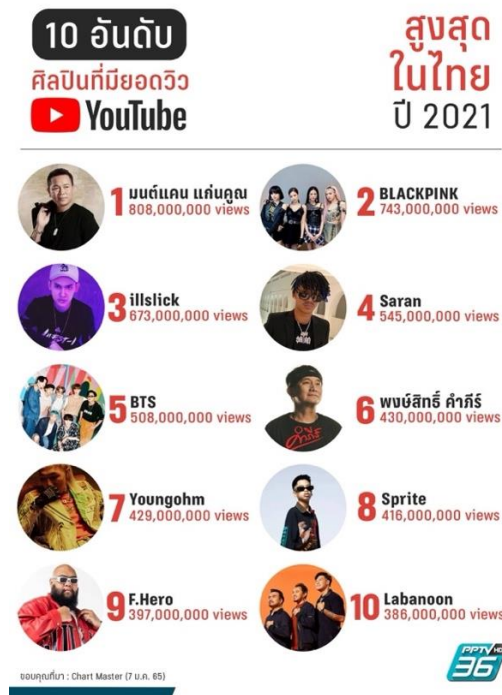 10 อันดับ
ศิลปินที่มียอดวิว
YouTube
สูงสุด
ในไทย
ปี 2021
1 มนต์แคน แก่นคูน
808,000,000 views
2 BLACKPINK
743,000,000 views
3 illslick
673,000,000 views
4 Saran
545,000,000 views
5 BTS
508,000,000 views
6 พงษ์สิทธิ์ คำภีร์
430,000,000 views
7 Youngohm
429,000,000 views
8 Sprite
416,000,000 views
9 F.Hero
397,000,000 views
10 Labanoon
386,000,000 views
PPTV HD
36
ขอบคุณที่มา : Chart Master (7 ม.ค. 65)